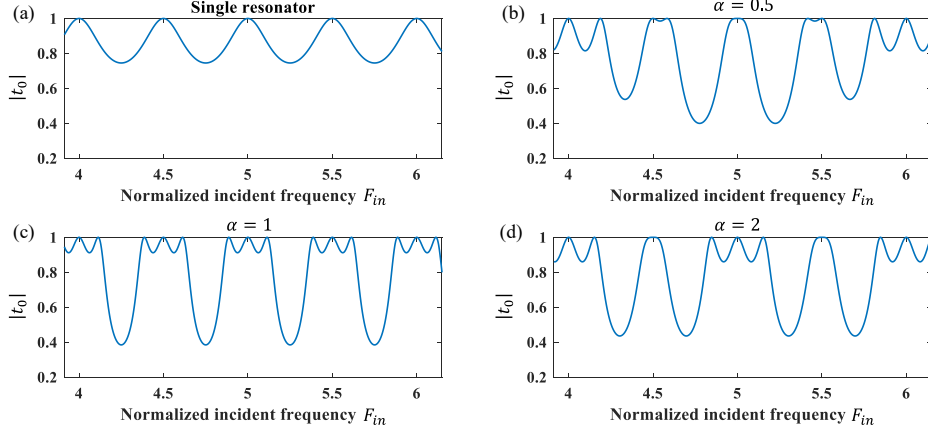 (a)
Single resonator
1
0.8
0.6
0.4
0.2
|t₀|
4
4.5
5
5.5
6
Normalized incident frequency F_in
(b)
α = 0.5
1
0.8
0.6
0.4
0.2
|t₀|
4
4.5
5
5.5
6
Normalized incident frequency F_in
(c)
α = 1
1
0.8
0.6
0.4
0.2
|t₀|
4
4.5
5
5.5
6
Normalized incident frequency F_in
(d)
α = 2
1
0.8
0.6
0.4
0.2
|t₀|
4
4.5
5
5.5
6
Normalized incident frequency F_in